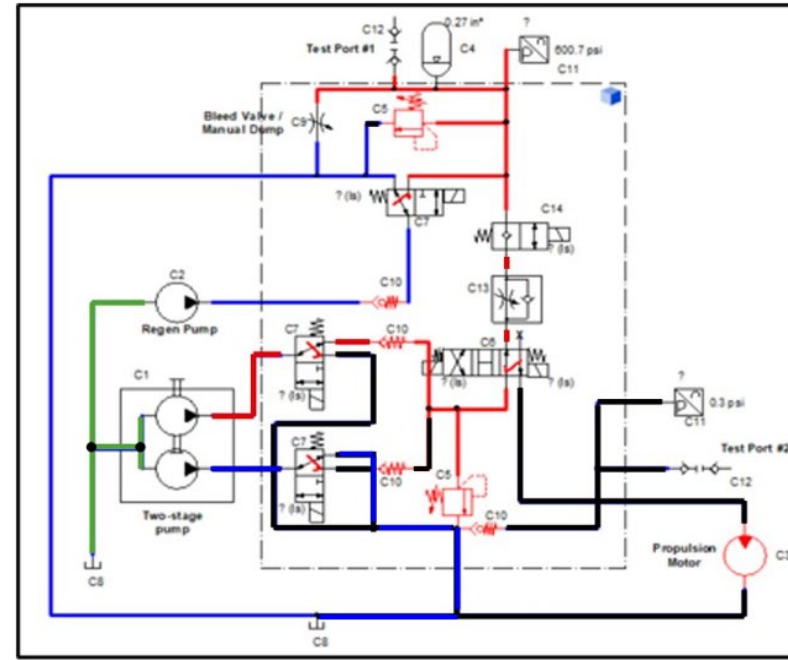 C12
0.27 in³
?
Test Port #1
C4
600.7 psi
C11
Bleed Valve /
Manual Dump
C9
C5
? (ls)
C7
C14
? (ls)
C2
Regen Pump
C10
C13
C7
C10
C6
C1
? (ls)
? (ls)
? (ls)
?
0.3 psi
C11
C7
C10
C5
Test Port #2
C12
? (ls)
C10
Two-stage
pump
Propulsion
Motor
C3
C8
C8